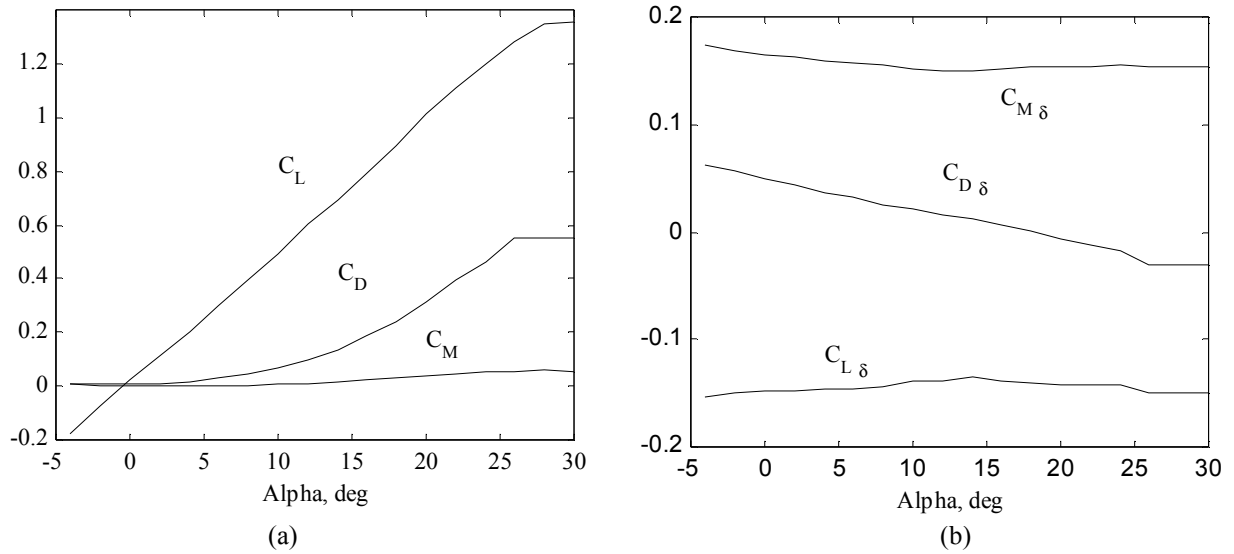 1.2
1
0.8
0.6
0.4
0.2
0
-0.2
-5 0 5 10 15 20 25 30
Alpha, deg
C_L
C_D
C_M
(a)
0.2
0.1
0
-0.1
-0.2
-5 0 5 10 15 20 25 30
Alpha, deg
C_M δ
C_D δ
C_L δ
(b)